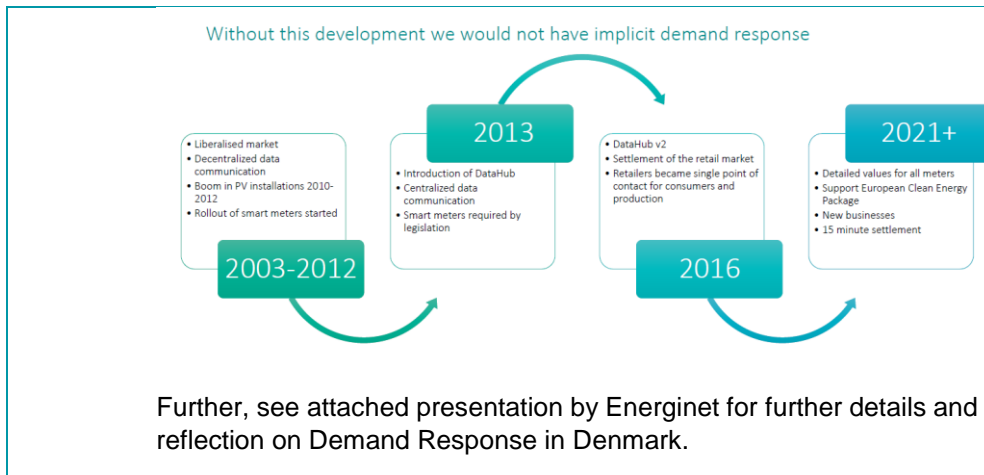 Without this development we would not have implicit demand response
• Liberalised market
• Decentralized data
communication
• Boom in PV installations 2010-
2012
• Rollout of smart meters started
2003-2012
2013
• Introduction of DataHub
• Centralized data
communication
• Smart meters required by
legislation
• DataHub v2
• Settlement of the retail market
• Retailers became single point of
contact for consumers and
production
2016
2021+
• Detailed values for all meters
• Support European Clean Energy
Package
• New businesses
• 15 minute settlement
Further, see attached presentation by Energinet for further details and
reflection on Demand Response in Denmark.